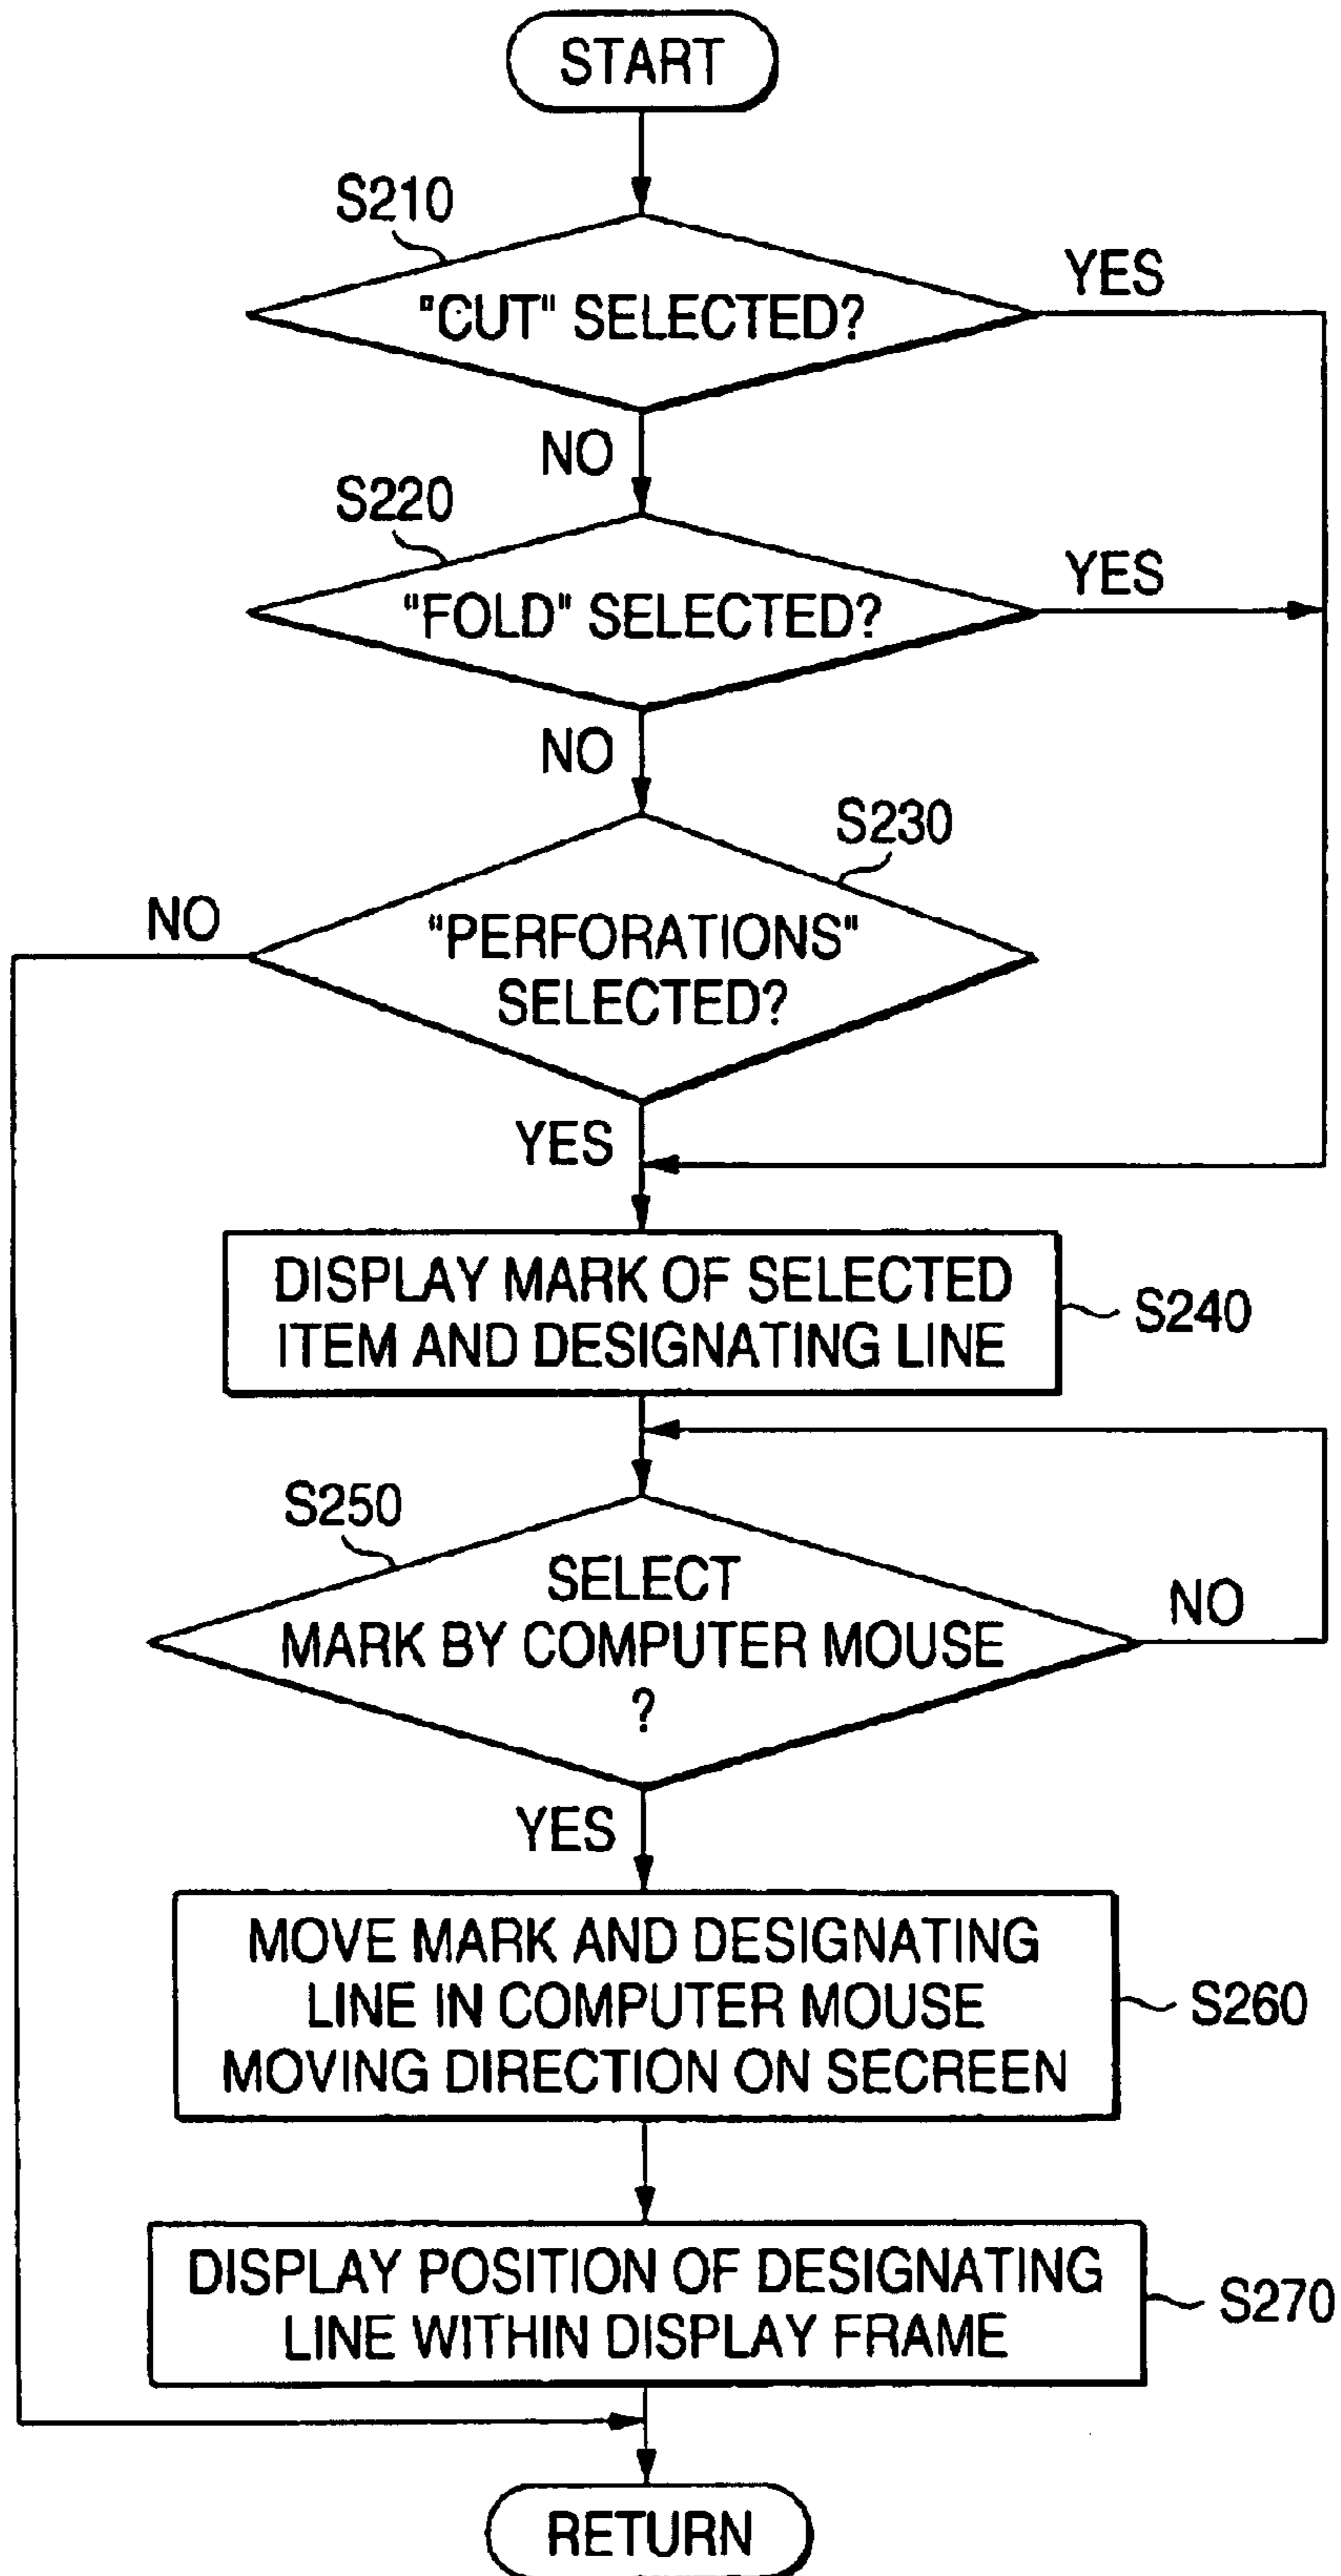 START
S210
"CUT" SELECTED?
YES
NO
S220
"FOLD" SELECTED?
YES
NO
S230
NO
"PERFORATIONS"
SELECTED?
YES
DISPLAY MARK OF SELECTED
ITEM AND DESIGNATING LINE
S240
S250
SELECT
MARK BY COMPUTER MOUSE
?
NO
YES
MOVE MARK AND DESIGNATING
LINE IN COMPUTER MOUSE
MOVING DIRECTION ON SECREEN
S260
DISPLAY POSITION OF DESIGNATING
LINE WITHIN DISPLAY FRAME
S270
RETURN